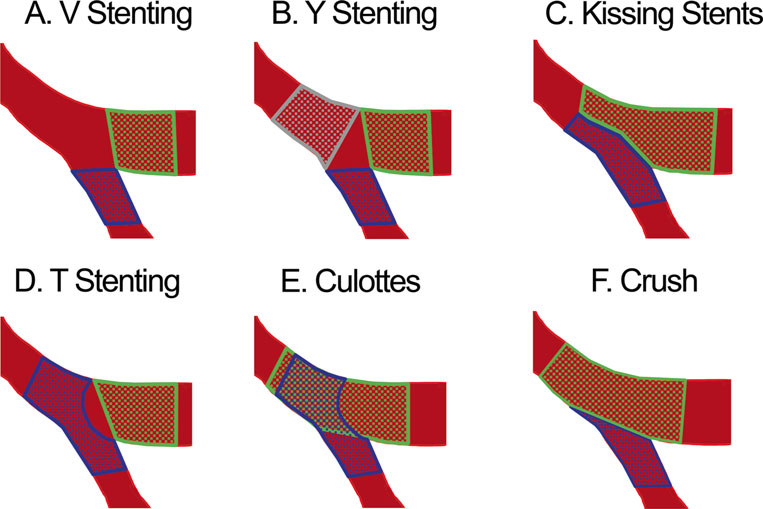 A. V Stenting
B. Y Stenting
C. Kissing Stents
D. T Stenting
E. Culottes
F. Crush